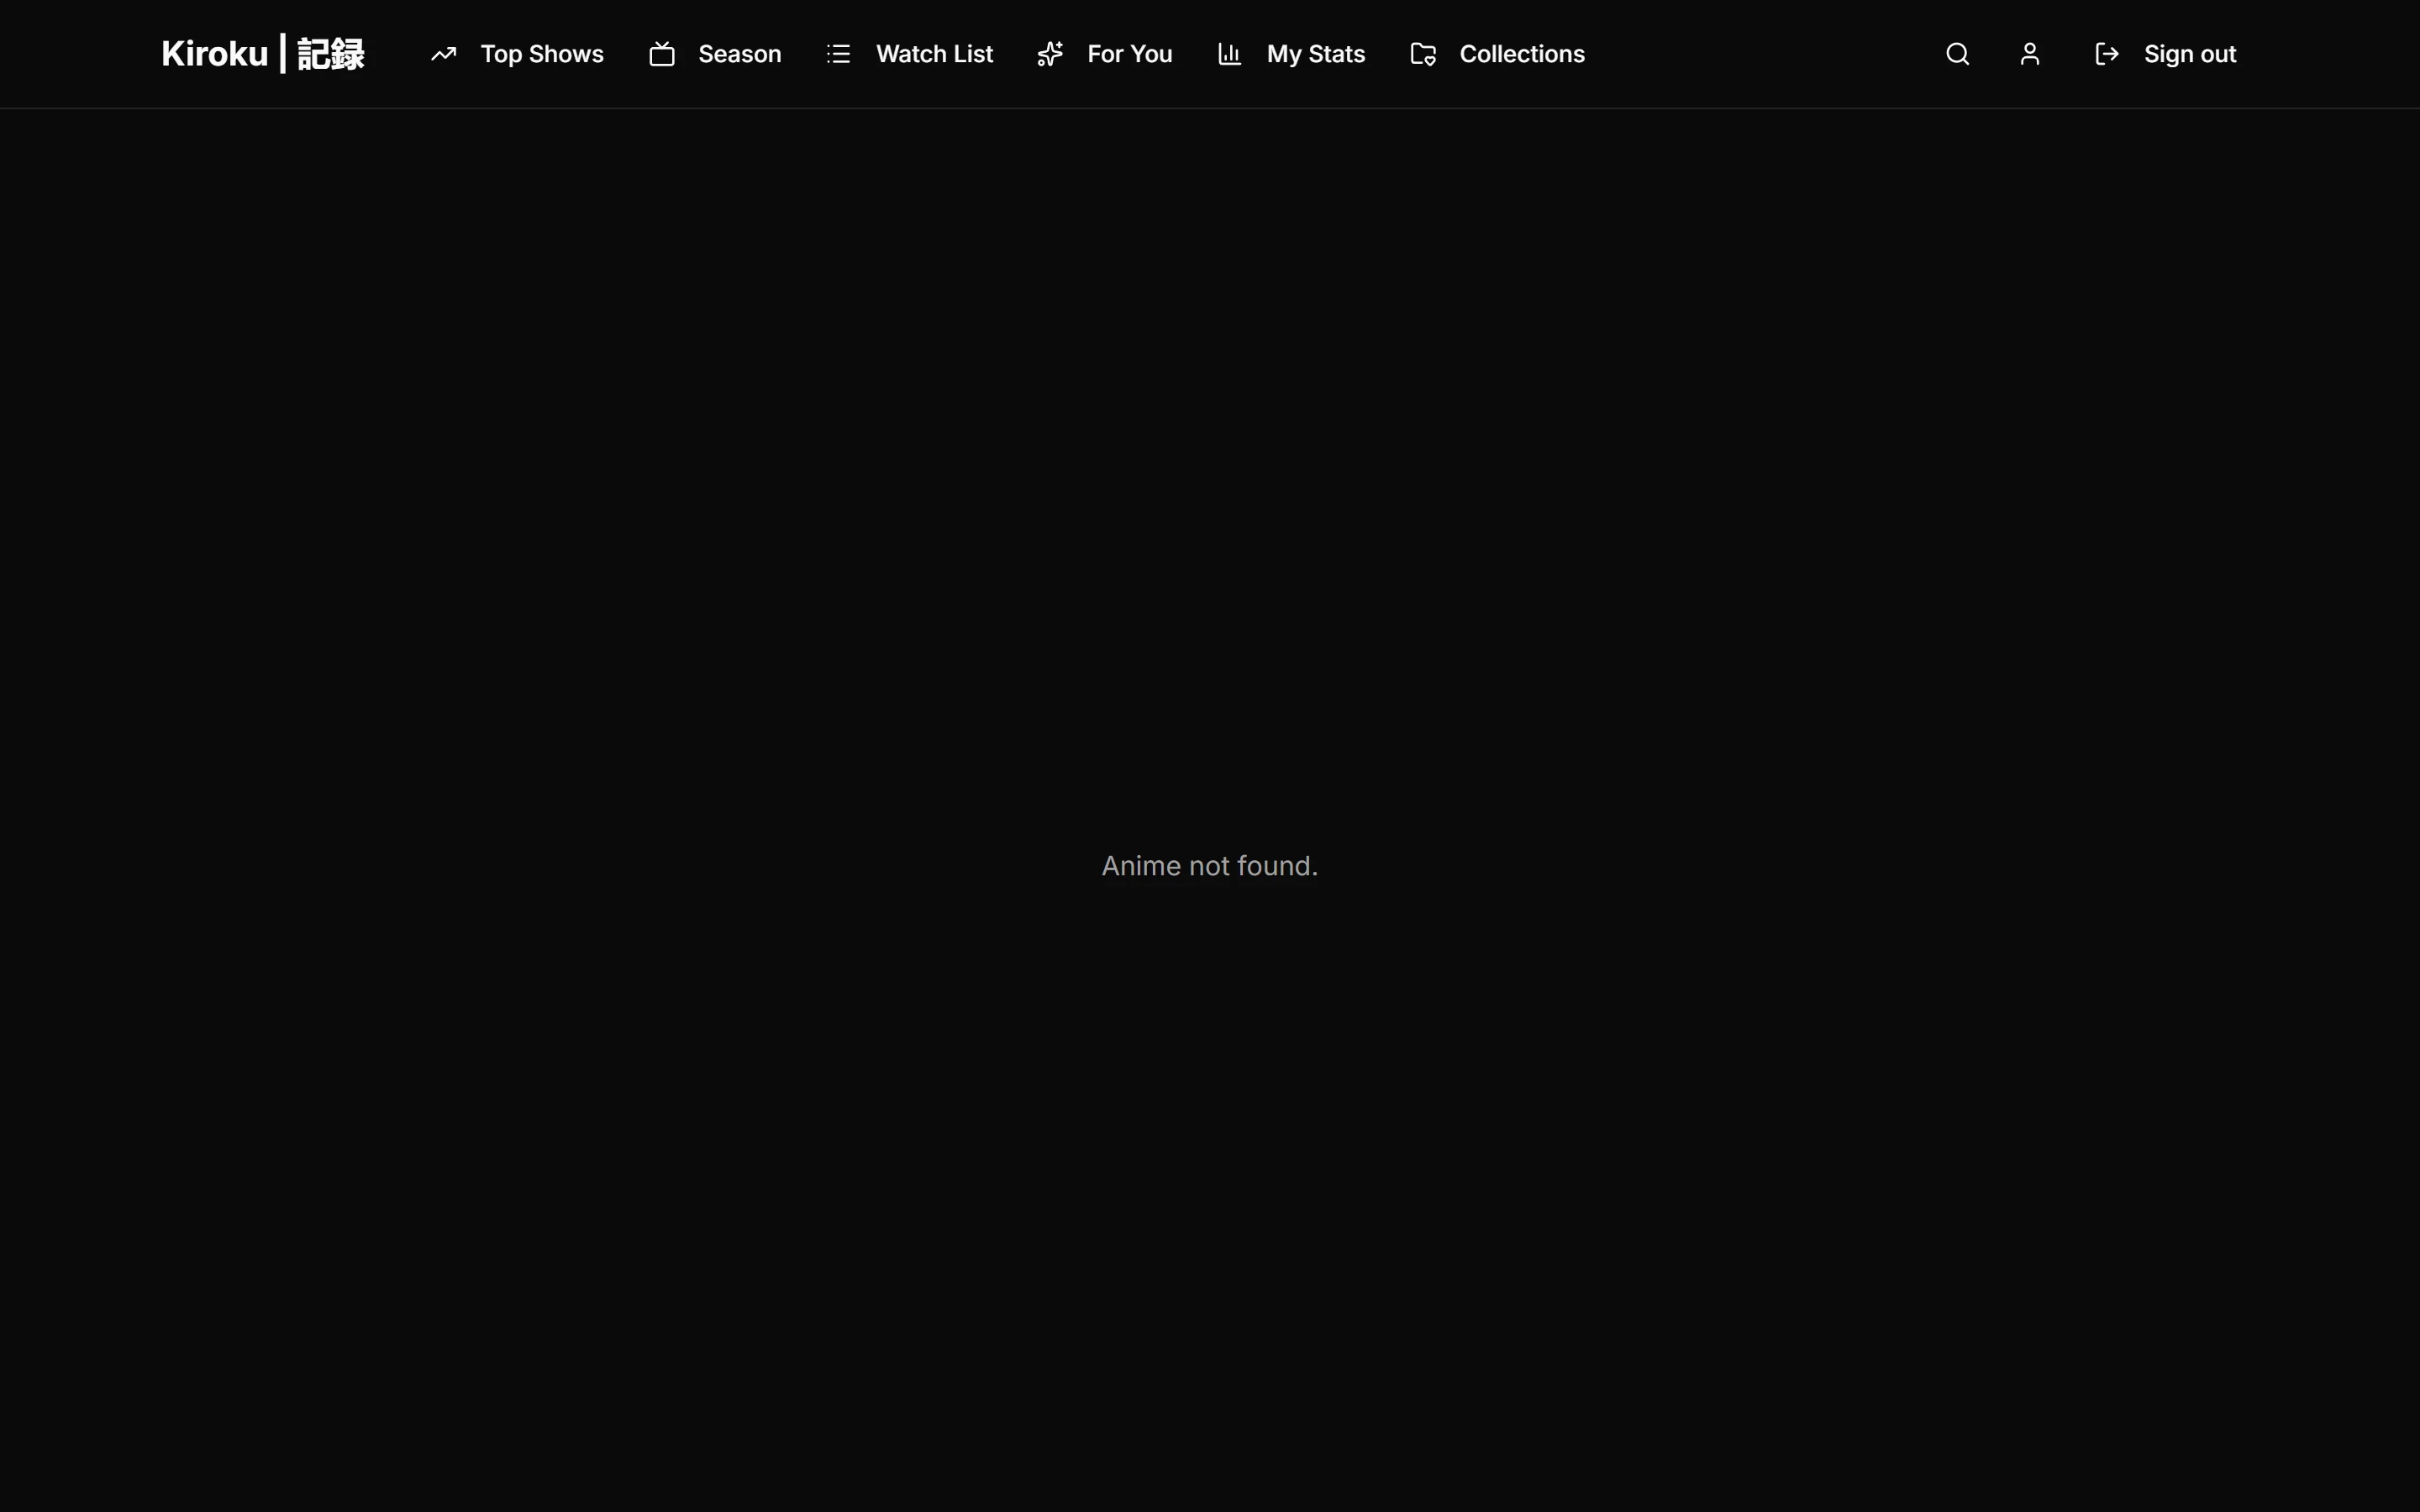 Kiroku | 記録
Top Shows
Season
Watch List
For You
My Stats
Collections
Sign out
Anime not found.